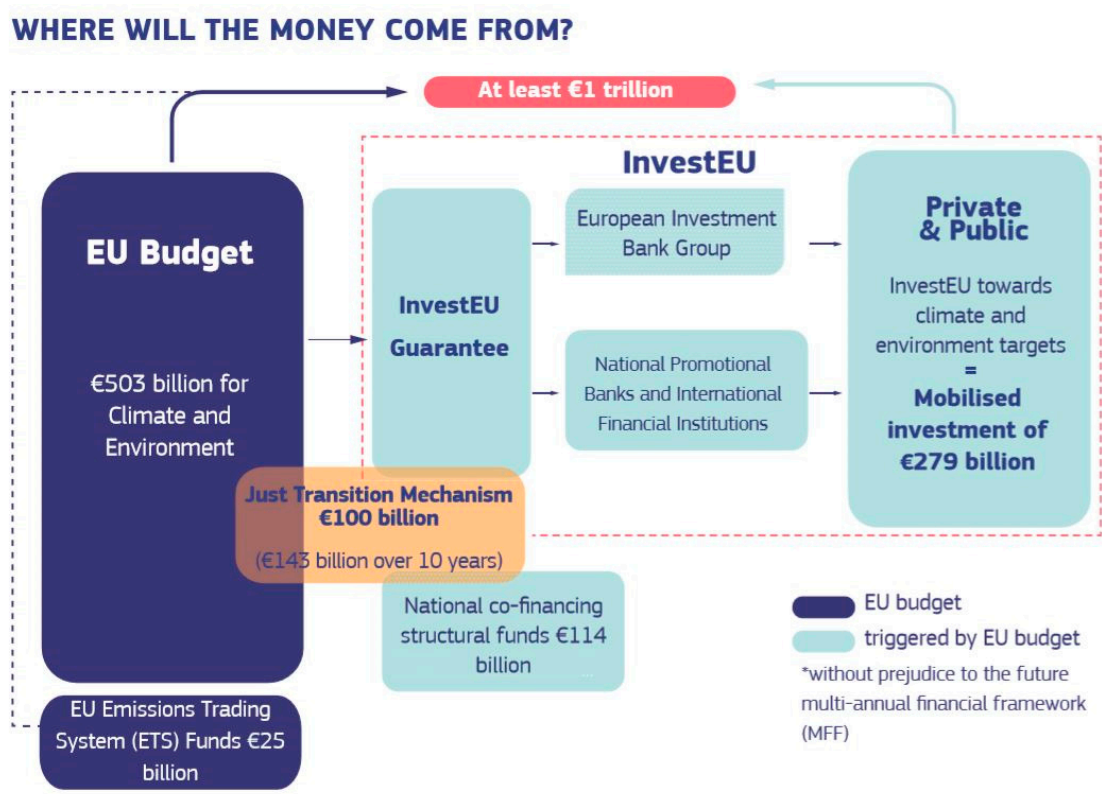 WHERE WILL THE MONEY COME FROM?
At least €1 trillion
EU Budget
€503 billion for
Climate and
Environment
InvestEU
InvestEU
Guarantee
European Investment
Bank Group
National Promotional
Banks and International
Financial Institutions
Private
& Public
InvestEU towards
climate and
environment targets
=
Mobilised
investment of
€279 billion
Just Transition Mechanism
€100 billion
(€143 billion over 10 years)
National co-financing
structural funds €114
billion
EU Emissions Trading
System (ETS) Funds €25
billion
EU budget
triggered by EU budget
*without prejudice to the future
multi-annual financial framework
(MFF)